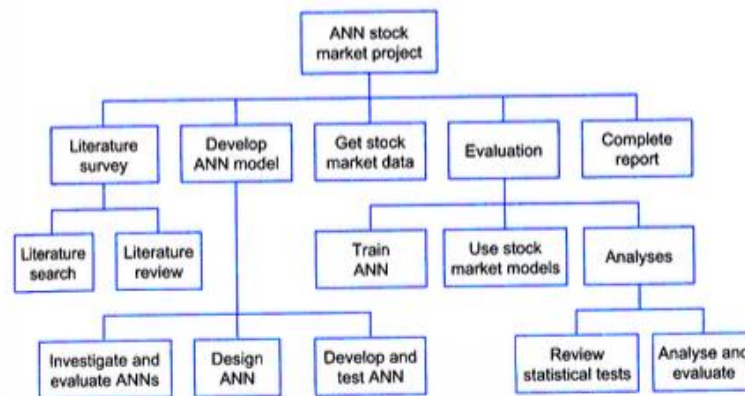 ANN stock
market project
Literature
survey
Develop
ANN model
Get stock
market data
Evaluation
Complete
report
Literature
search
Literature
review
Train
ANN
Use stock
market models
Analyses
Investigate and
evaluate ANNs
Design
ANN
Develop and
test ANN
Review
statistical tests
Analyse and
evaluate